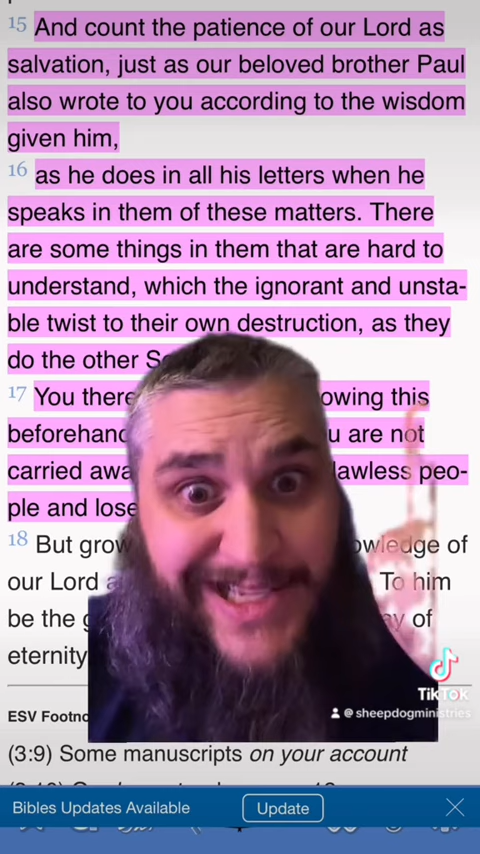 15 And count the patience of our Lord as
salvation, just as our beloved brother Paul
also wrote to you according to the wisdom
given him,
16 as he does in all his letters when he
speaks in them of these matters. There
are some things in them that are hard to
understand, which the ignorant and unsta-
ble twist to their own destruction, as they
do the other
17 You there owing this
beforehand u are not
carried lawless peo-
ple and lose
18 But grow owledge of
our Lord To him
be the of
eternity
TikTok
@sheepdogministries
ESV
(3:9) Some manuscripts on your account
Bibles Updates Available
Update